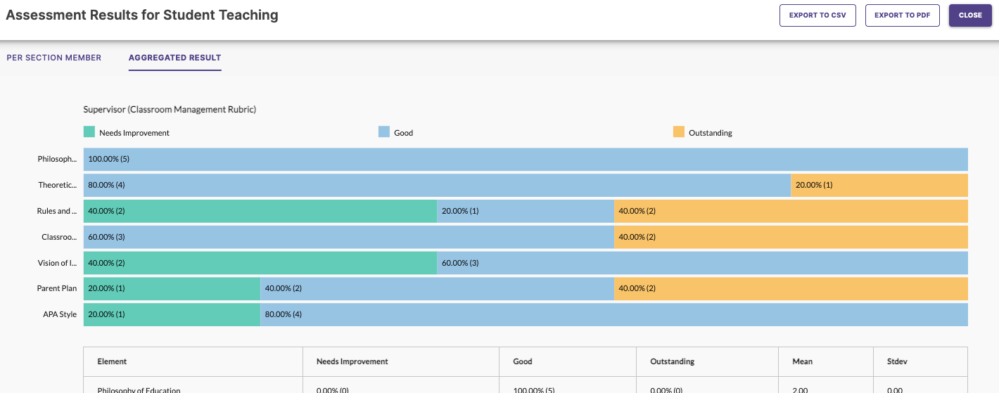 Assessment Results for Student Teaching
EXPORT TO CSV
EXPORT TO PDF
CLOSE
PER SECTION MEMBER
AGGREGATED RESULT
Supervisor (Classroom Management Rubric)
Needs Improvement
Good
Outstanding
Philosoph... 100.00% (5)
Theoretic... 80.00% (4) 20.00% (1)
Rules and ... 40.00% (2) 20.00% (1) 40.00% (2)
Classroo... 60.00% (3) 40.00% (2)
Vision of I... 40.00% (2) 60.00% (3)
Parent Plan 20.00% (1) 40.00% (2) 40.00% (2)
APA Style 20.00% (1) 80.00% (4)
Element Needs Improvement Good Outstanding Mean Stdev
Philosophy of Education 0.00% (0) 100.00% (5) 0.00% (0) 2.00 0.00